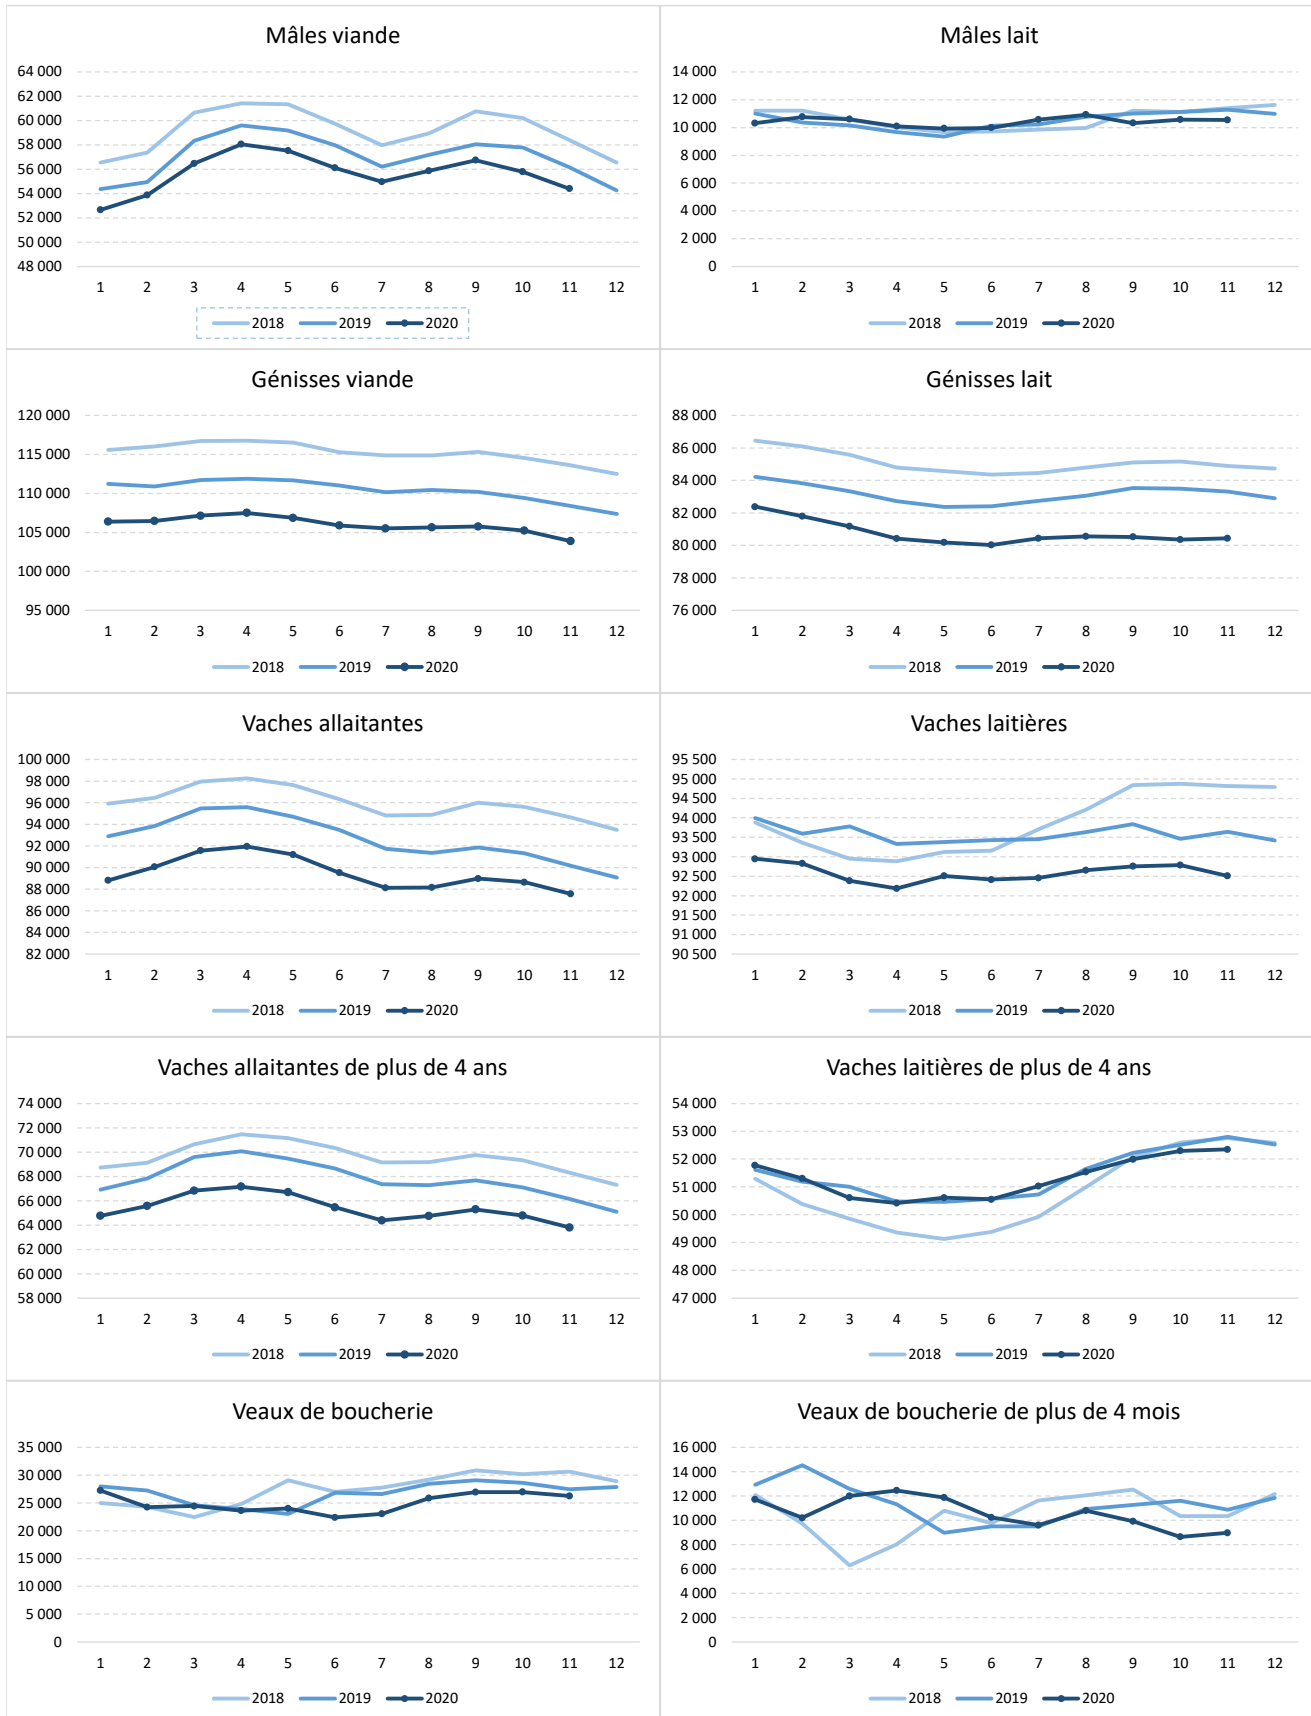 Mâles viande
64 000
62 000
60 000
58 000
56 000
54 000
52 000
50 000
48 000
1 2 3 4 5 6 7 8 9 10 11 12
2018 2019 2020
Mâles lait
14 000
12 000
10 000
8 000
6 000
4 000
2 000
0
1 2 3 4 5 6 7 8 9 10 11 12
2018 2019 2020
Génisses viande
120 000
115 000
110 000
105 000
100 000
95 000
1 2 3 4 5 6 7 8 9 10 11 12
2018 2019 2020
Génisses lait
88 000
86 000
84 000
82 000
80 000
78 000
76 000
1 2 3 4 5 6 7 8 9 10 11 12
2018 2019 2020
Vaches allaitantes
100 000
98 000
96 000
94 000
92 000
90 000
88 000
86 000
84 000
82 000
1 2 3 4 5 6 7 8 9 10 11 12
2018 2019 2020
Vaches laitières
95 500
95 000
94 500
94 000
93 500
93 000
92 500
92 000
91 500
91 000
90 500
1 2 3 4 5 6 7 8 9 10 11 12
2018 2019 2020
Vaches allaitantes de plus de 4 ans
74 000
72 000
70 000
68 000
66 000
64 000
62 000
60 000
58 000
1 2 3 4 5 6 7 8 9 10 11 12
2018 2019 2020
Vaches laitières de plus de 4 ans
54 000
53 000
52 000
51 000
50 000
49 000
48 000
47 000
1 2 3 4 5 6 7 8 9 10 11 12
2018 2019 2020
Veaux de boucherie
35 000
30 000
25 000
20 000
15 000
10 000
5 000
0
1 2 3 4 5 6 7 8 9 10 11 12
2018 2019 2020
Veaux de boucherie de plus de 4 mois
16 000
14 000
12 000
10 000
8 000
6 000
4 000
2 000
0
1 2 3 4 5 6 7 8 9 10 11 12
2018 2019 2020